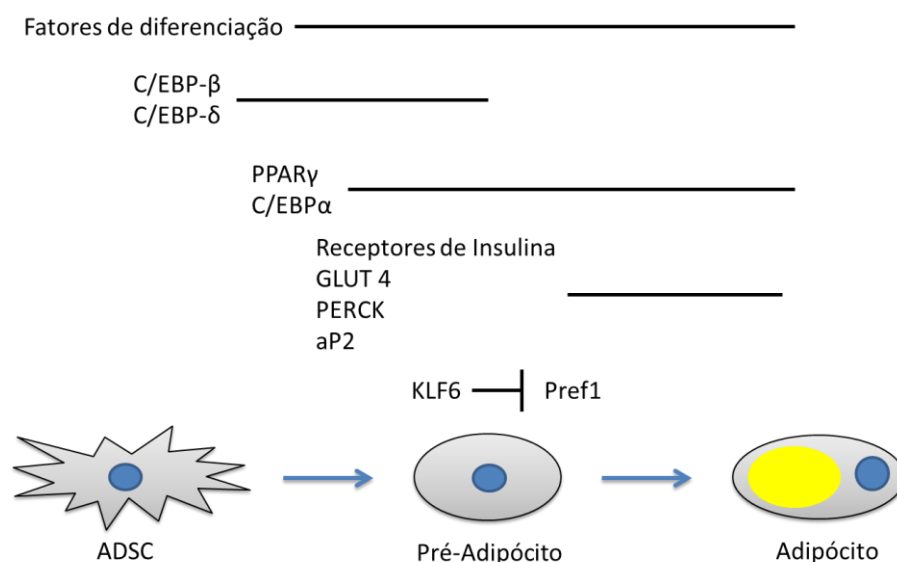 Fatores de diferenciação
C/EBP-β
C/EBP-δ
PPARγ
C/EBPα
Receptores de Insulina
GLUT 4
PERCK
aP2
KLF6 Pref1
ADSC Pré-Adipócito Adipócito